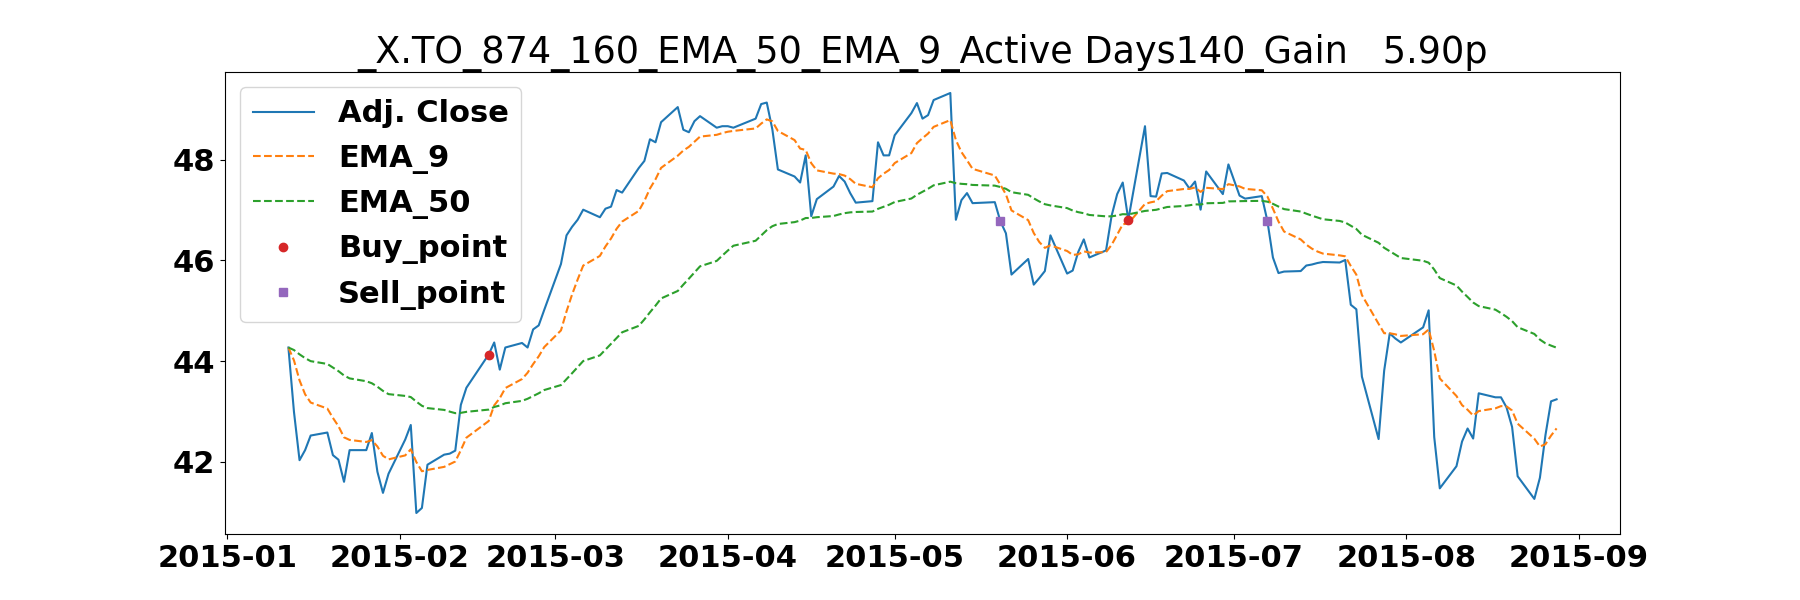 _X.TO_874_160_EMA_50_EMA_9_Active Days140_Gain   5.90p
Adj. Close
EMA_9
EMA_50
Buy_point
Sell_point
48
46
44
42
2015-01 2015-02 2015-03 2015-04 2015-05 2015-06 2015-07 2015-08 2015-09